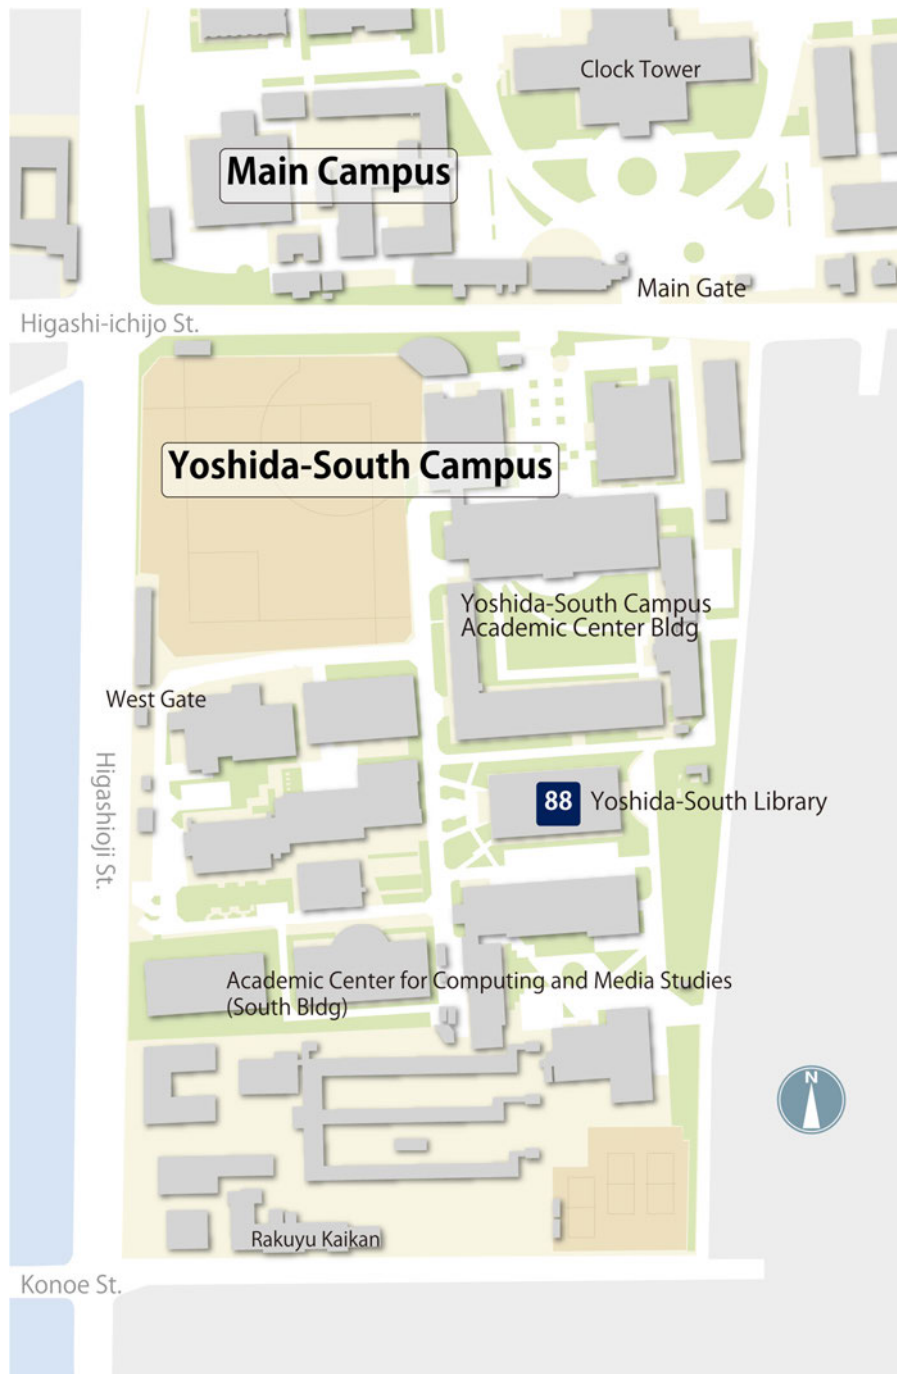 Clock Tower
Main Campus
Main Gate
Higashi-ichijo St.
Yoshida-South Campus
Yoshida-South Campus
Academic Center Bldg
West Gate
Higashioji St.
88
Yoshida-South Library
Academic Center for Computing and Media Studies
(South Bldg)
N
Rakuyu Kaikan
Konoe St.